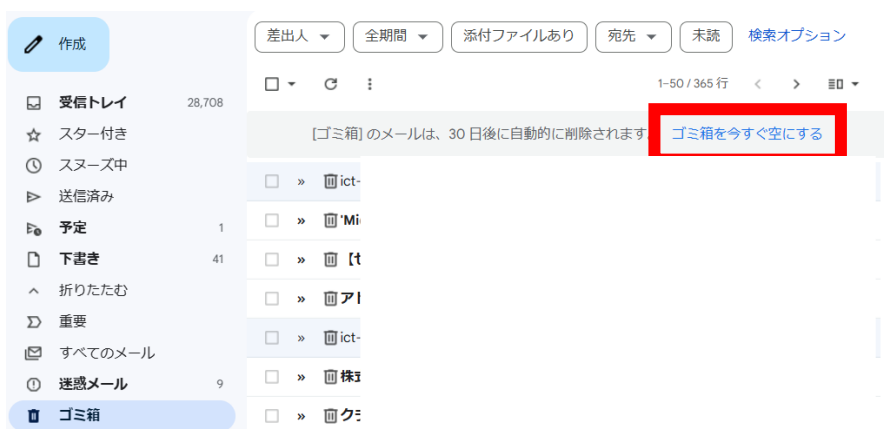 作成
差出人 全期間 添付ファイルあり 宛先 未読 検索オプション
1-50 / 365 行
受信トレイ 28,708
スター付き
スヌーズ中
送信済み
予定 1
下書き 41
折りたたむ
重要
すべてのメール
迷惑メール 9
ゴミ箱
[ゴミ箱] のメールは、30 日後に自動的に削除されます。 ゴミ箱を今すぐ空にする
» ict-
» 'Mi
» 【
» アト
» ict-
» 株式
» クラ